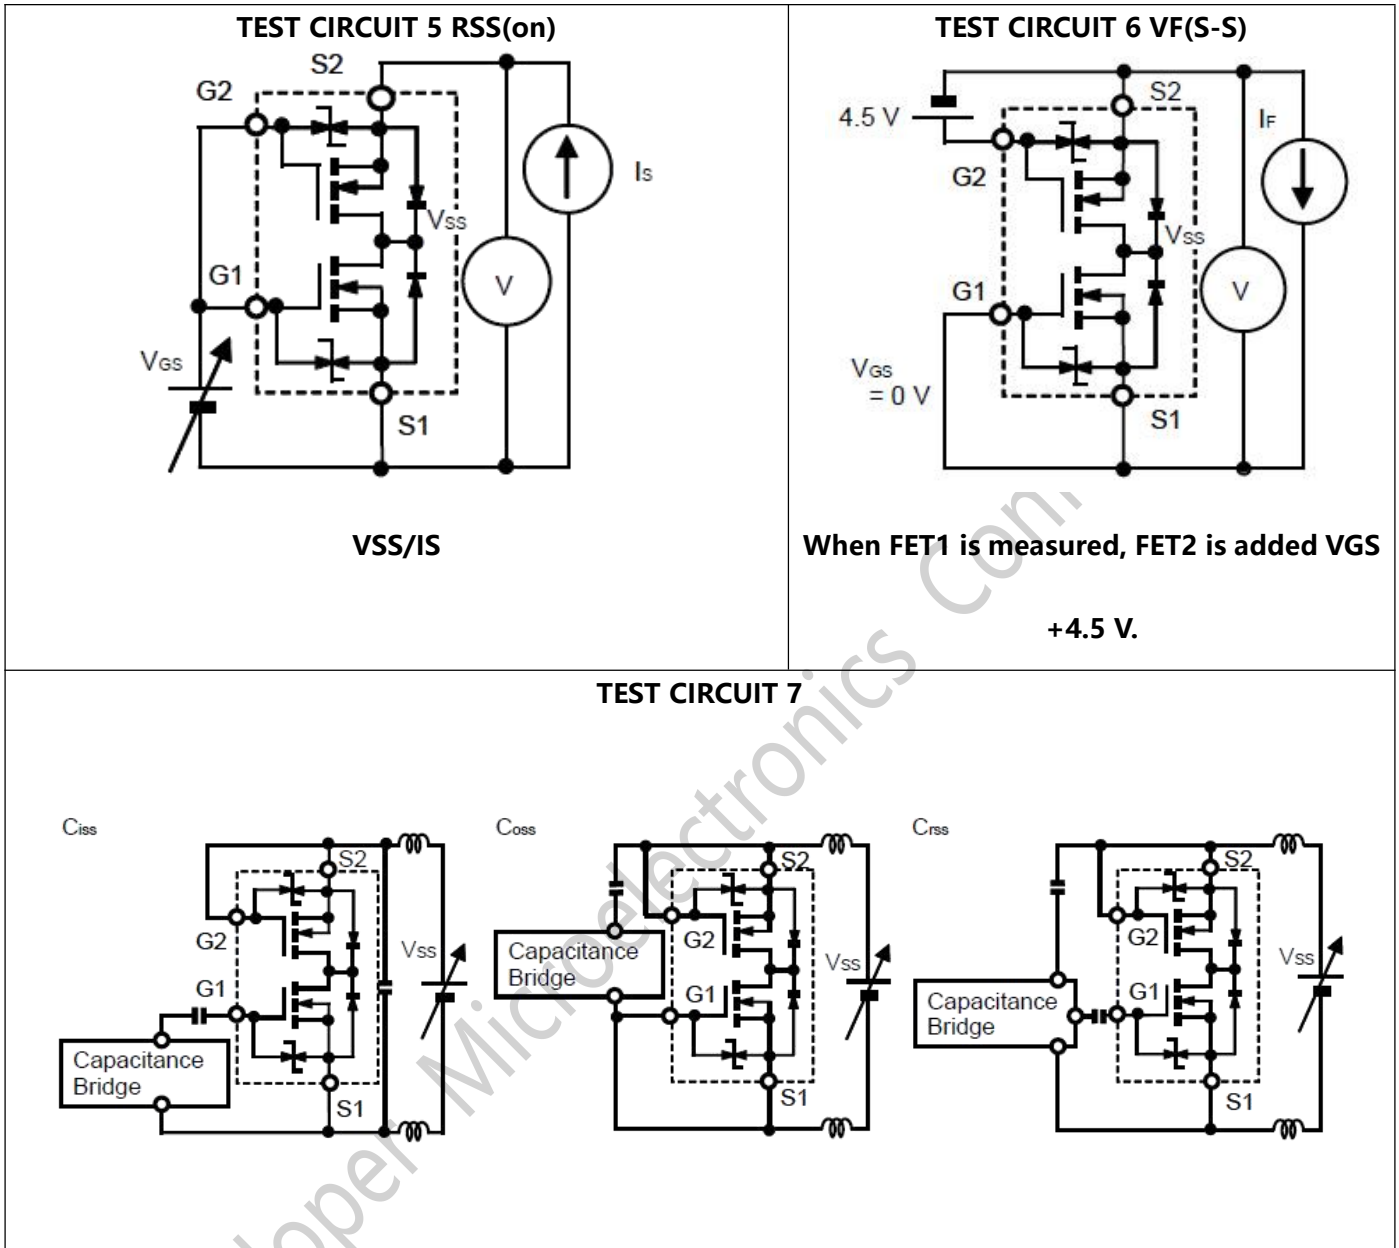 TEST CIRCUIT 5 RSS(on)
S2
G2
Is
Vss
G1
V
VGS
S1
VSS/IS
TEST CIRCUIT 6 VF(S-S)
S2
4.5 V
IF
G2
Vss
G1
V
VGS
= 0 V
S1
When FET1 is measured, FET2 is added VGS
+4.5 V.
TEST CIRCUIT 7
Ciss
S2
G2
Vss
G1
Capacitance
Bridge
S1
Coss
S2
G2
Capacitance
Bridge
Vss
G1
S1
Crss
S2
G2
Vss
G1
Capacitance
Bridge
S1
Microelectronics